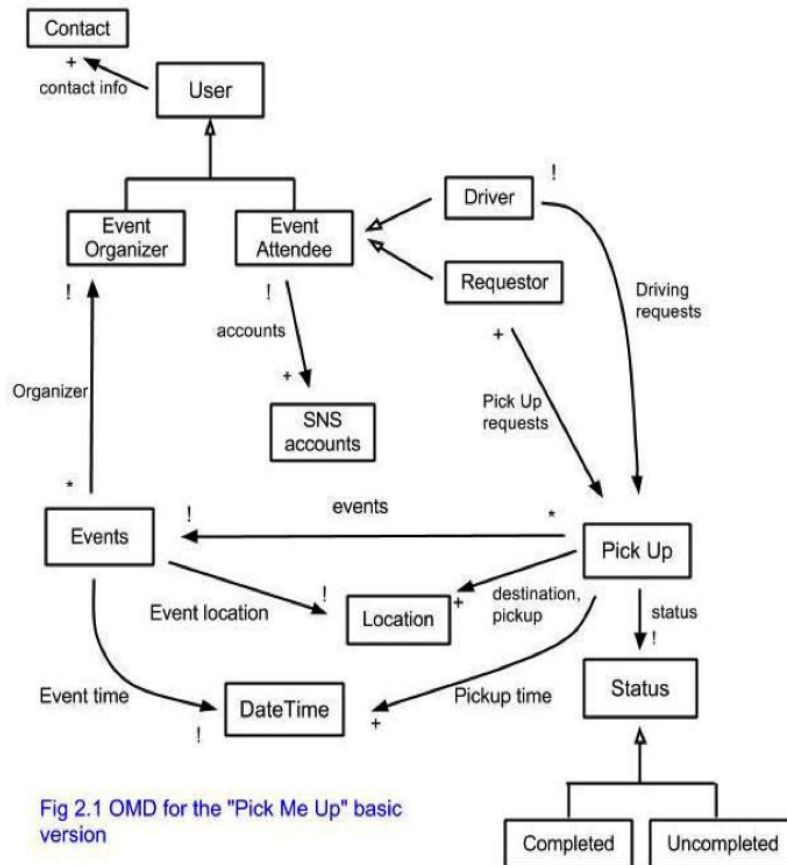 Contact
+
contact info
User
!
Driver
Event
Organizer
Event
Attendee
Requestor
!
!
Driving
requests
accounts
+
Organizer
+
SNS
accounts
Pick Up
requests
*
events
!
*
Events
Pick Up
Event location
!
Location
+
destination,
pickup
status
!
Event time
!
DateTime
+
Pickup time
Status
Fig 2.1 OMD for the "Pick Me Up" basic
version
Completed
Uncompleted